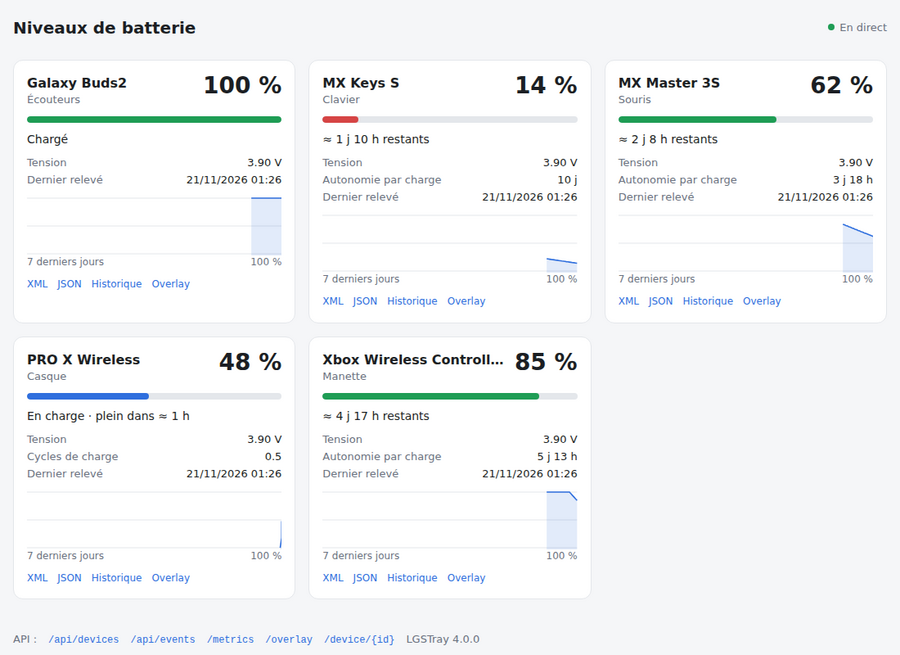 Niveaux de batterie
En direct
Galaxy Buds2
100 %
Écouteurs
Chargé
Tension 3.90 V
Dernier relevé 21/11/2026 01:26
7 derniers jours 100 %
XML JSON Historique Overlay
MX Keys S
14 %
Clavier
≈ 1 j 10 h restants
Tension 3.90 V
Autonomie par charge 10 j
Dernier relevé 21/11/2026 01:26
7 derniers jours 100 %
XML JSON Historique Overlay
MX Master 3S
62 %
Souris
≈ 2 j 8 h restants
Tension 3.90 V
Autonomie par charge 3 j 18 h
Dernier relevé 21/11/2026 01:26
7 derniers jours 100 %
XML JSON Historique Overlay
PRO X Wireless
48 %
Casque
En charge · plein dans ≈ 1 h
Tension 3.90 V
Cycles de charge 0.5
Dernier relevé 21/11/2026 01:26
7 derniers jours 100 %
XML JSON Historique Overlay
Xbox Wireless Controll…
85 %
Manette
≈ 4 j 17 h restants
Tension 3.90 V
Autonomie par charge 5 j 13 h
Dernier relevé 21/11/2026 01:26
7 derniers jours 100 %
XML JSON Historique Overlay
API : /api/devices /api/events /metrics /overlay /device/{id} LGSTray 4.0.0